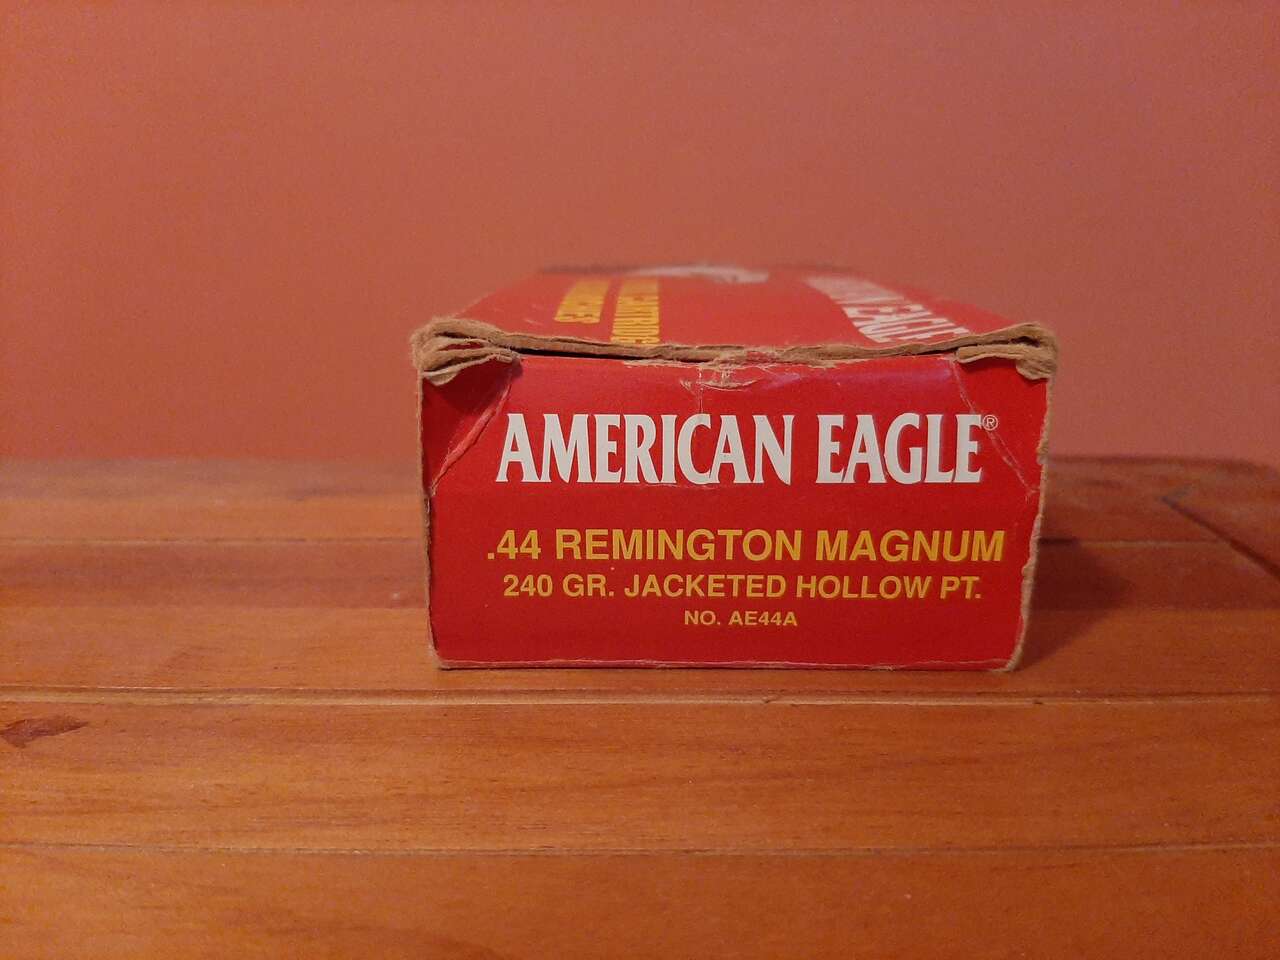 AMERICAN EAGLE®
.44 REMINGTON MAGNUM
240 GR. JACKETED HOLLOW PT.
NO. AE44A